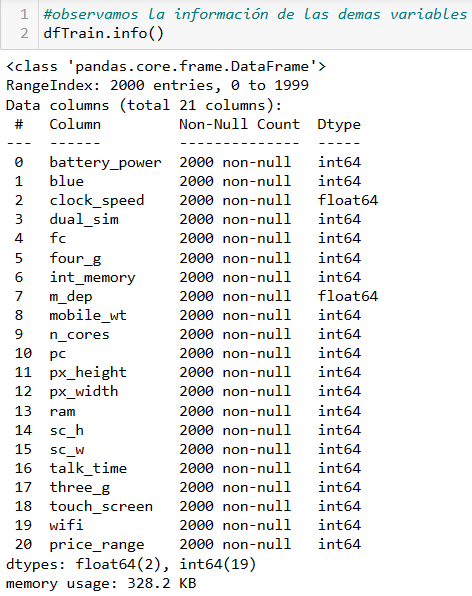 1 #observamos la información de las demas variables
2 dfTrain.info()
<class 'pandas.core.frame.DataFrame'>
RangeIndex: 2000 entries, 0 to 1999
Data columns (total 21 columns):
 #   Column         Non-Null Count  Dtype
---  ------         --------------  -----
 0   battery_power  2000 non-null   int64
 1   blue           2000 non-null   int64
 2   clock_speed    2000 non-null   float64
 3   dual_sim       2000 non-null   int64
 4   fc             2000 non-null   int64
 5   four_g         2000 non-null   int64
 6   int_memory     2000 non-null   int64
 7   m_dep          2000 non-null   float64
 8   mobile_wt      2000 non-null   int64
 9   n_cores        2000 non-null   int64
 10  pc             2000 non-null   int64
 11  px_height      2000 non-null   int64
 12  px_width       2000 non-null   int64
 13  ram            2000 non-null   int64
 14  sc_h           2000 non-null   int64
 15  sc_w           2000 non-null   int64
 16  talk_time      2000 non-null   int64
 17  three_g        2000 non-null   int64
 18  touch_screen   2000 non-null   int64
 19  wifi           2000 non-null   int64
 20  price_range    2000 non-null   int64
dtypes: float64(2), int64(19)
memory usage: 328.2 KB